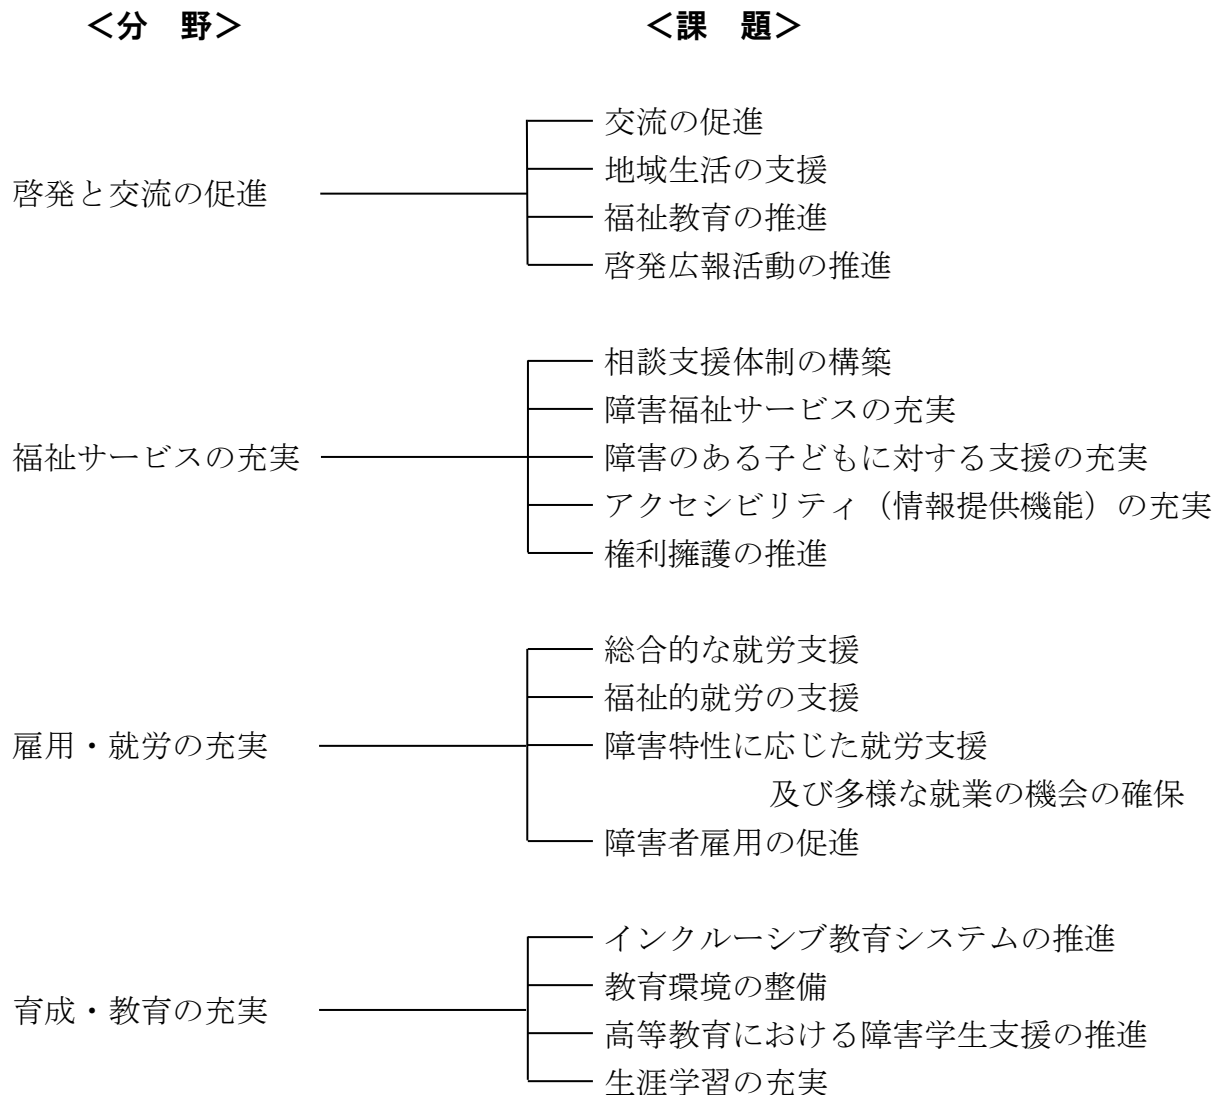 ＜分　野＞　＜課　題＞
啓発と交流の促進
交流の促進
地域生活の支援
福祉教育の推進
啓発広報活動の推進
福祉サービスの充実
相談支援体制の構築
障害福祉サービスの充実
障害のある子どもに対する支援の充実
アクセシビリティ（情報提供機能）の充実
権利擁護の推進
雇用・就労の充実
総合的な就労支援
福祉的就労の支援
障害特性に応じた就労支援
及び多様な就業の機会の確保
障害者雇用の促進
育成・教育の充実
インクルーシブ教育システムの推進
教育環境の整備
高等教育における障害学生支援の推進
生涯学習の充実